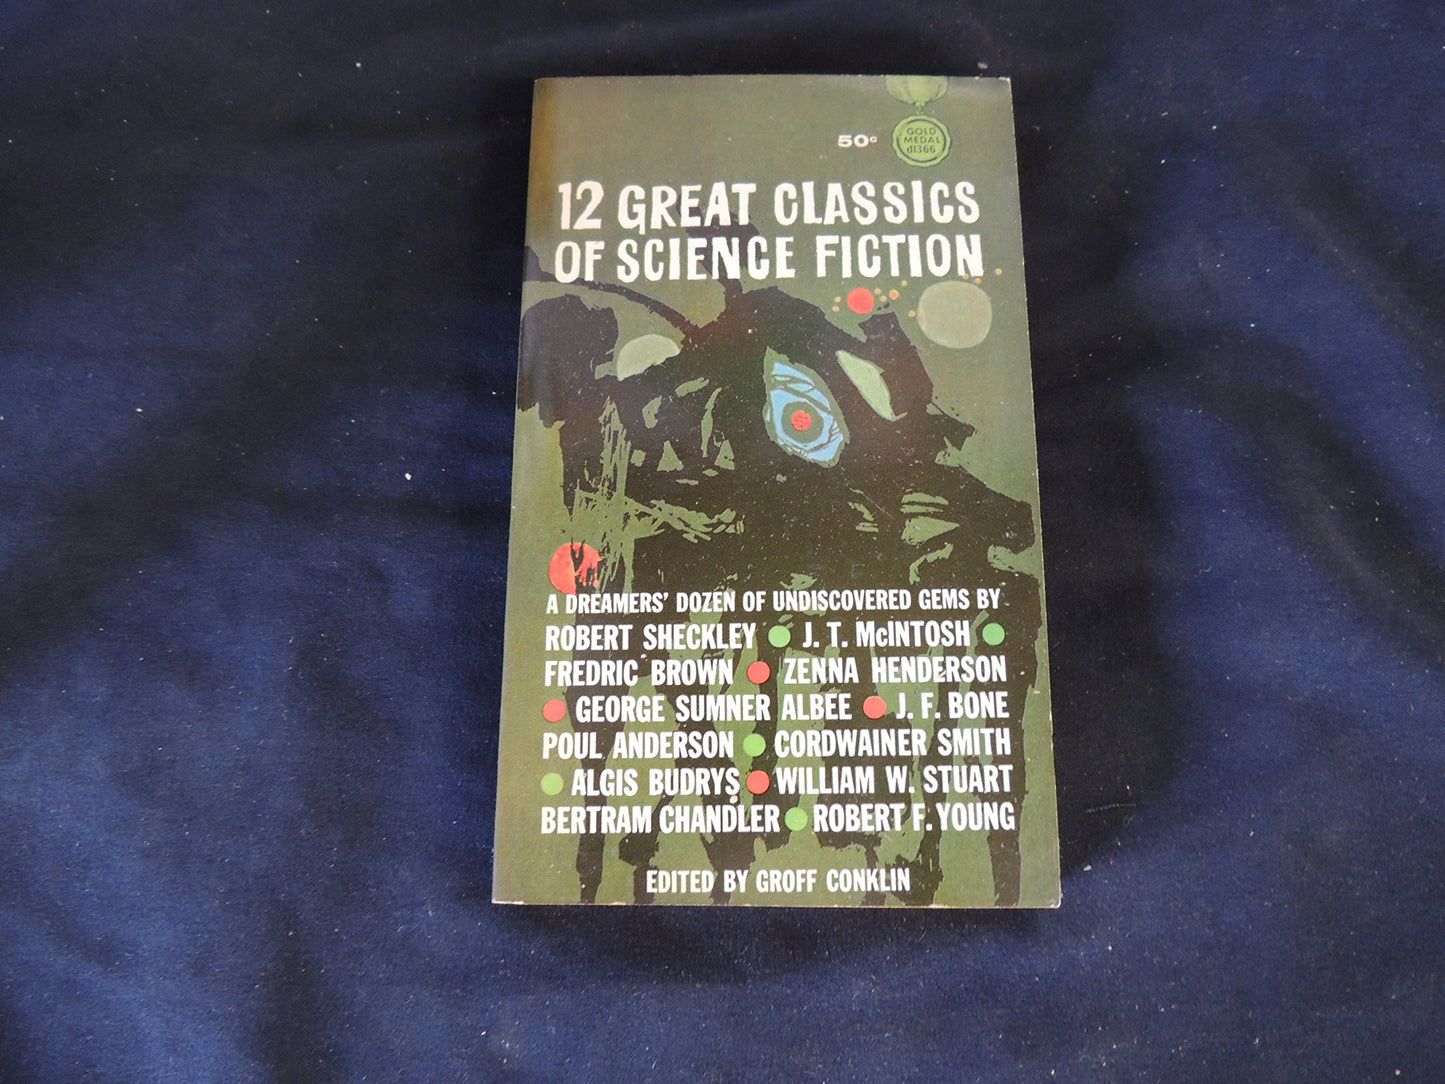 50¢
GOLD
MEDAL
d1366
12 GREAT CLASSICS
OF SCIENCE FICTION
A DREAMERS' DOZEN OF UNDISCOVERED GEMS BY
ROBERT SHECKLEY ● J. T. McINTOSH ●
FREDRIC BROWN ● ZENNA HENDERSON
● GEORGE SUMNER ALBEE ● J. F. BONE
POUL ANDERSON ● CORDWAINER SMITH
● ALGIS BUDRYS ● WILLIAM W. STUART
BERTRAM CHANDLER ● ROBERT F. YOUNG
EDITED BY GROFF CONKLIN